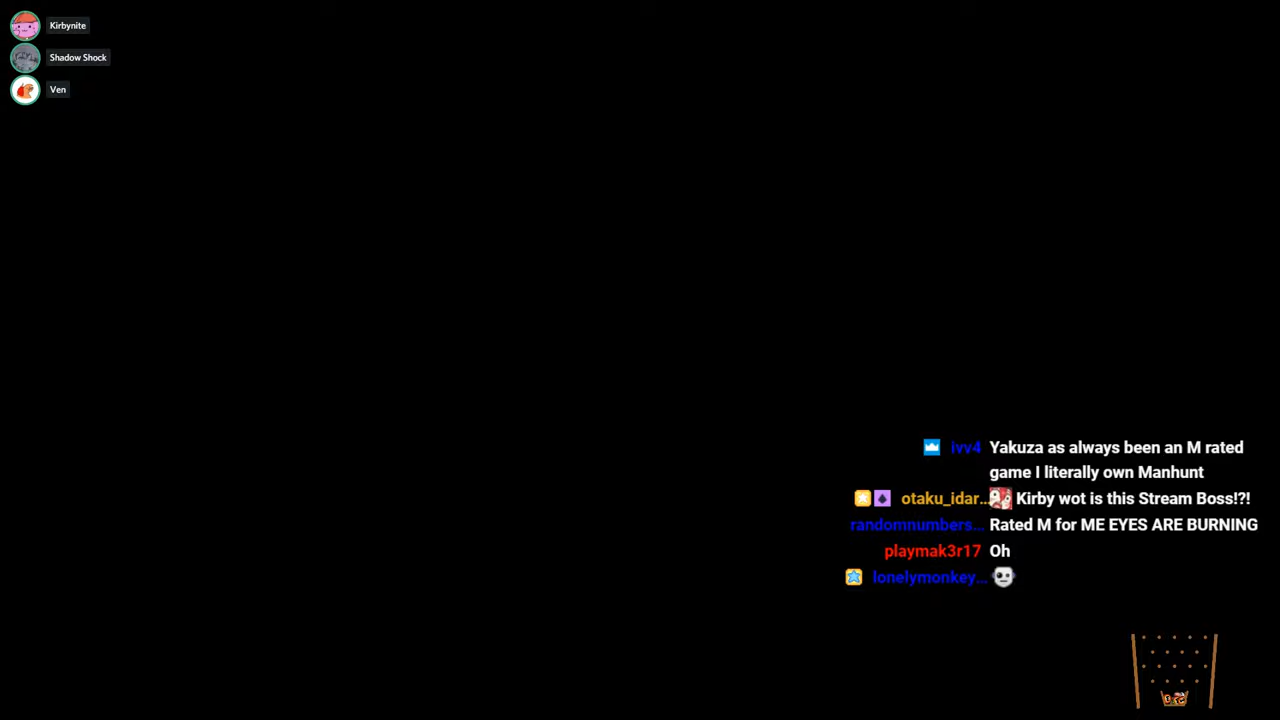 Kirbynite
Shadow Shock
Ven
ivv4 Yakuza as always been an M rated
game I literally own Manhunt
otaku_idar... Kirby wot is this Stream Boss!?!
randomnumbers... Rated M for ME EYES ARE BURNING
playmak3r17 Oh
lonelymonkey...